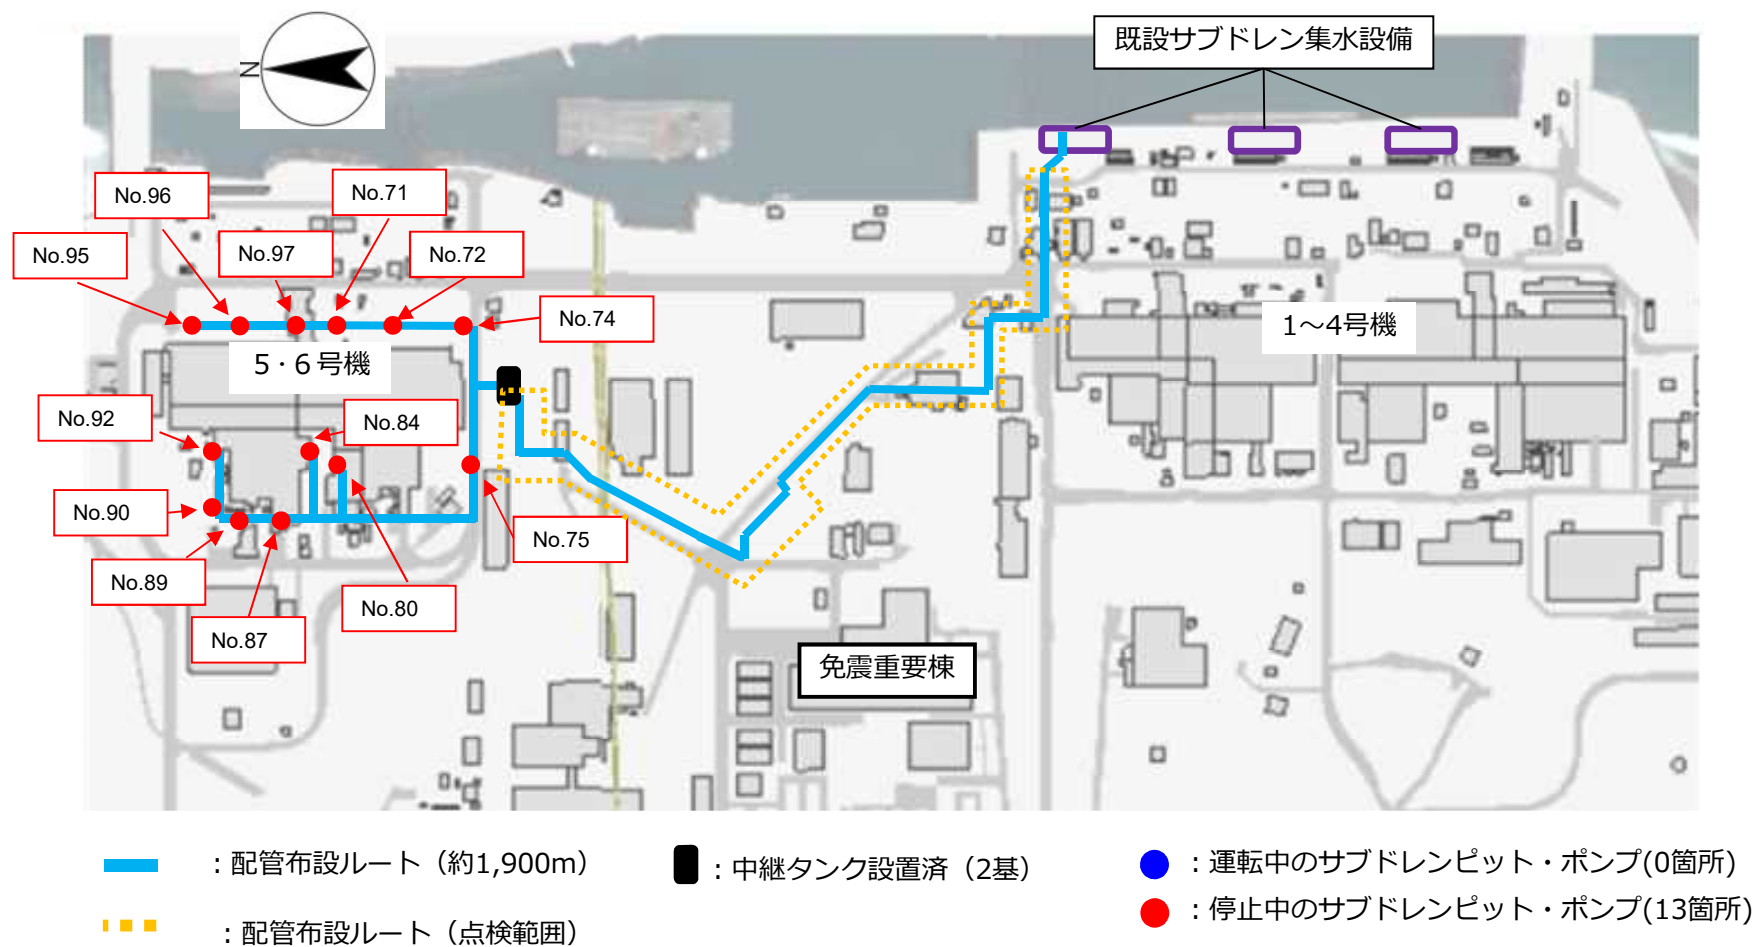 既設サブドレン集水設備
N
No.96
No.71
No.95
No.97
No.72
No.74
5・6号機
1～4号機
No.92
No.84
No.90
No.75
No.89
No.80
No.87
免震重要棟
：配管布設ルート（約1,900m）
：中継タンク設置済（2基）
：運転中のサブドレンピット・ポンプ(0箇所)
：停止中のサブドレンピット・ポンプ(13箇所)
：配管布設ルート（点検範囲）